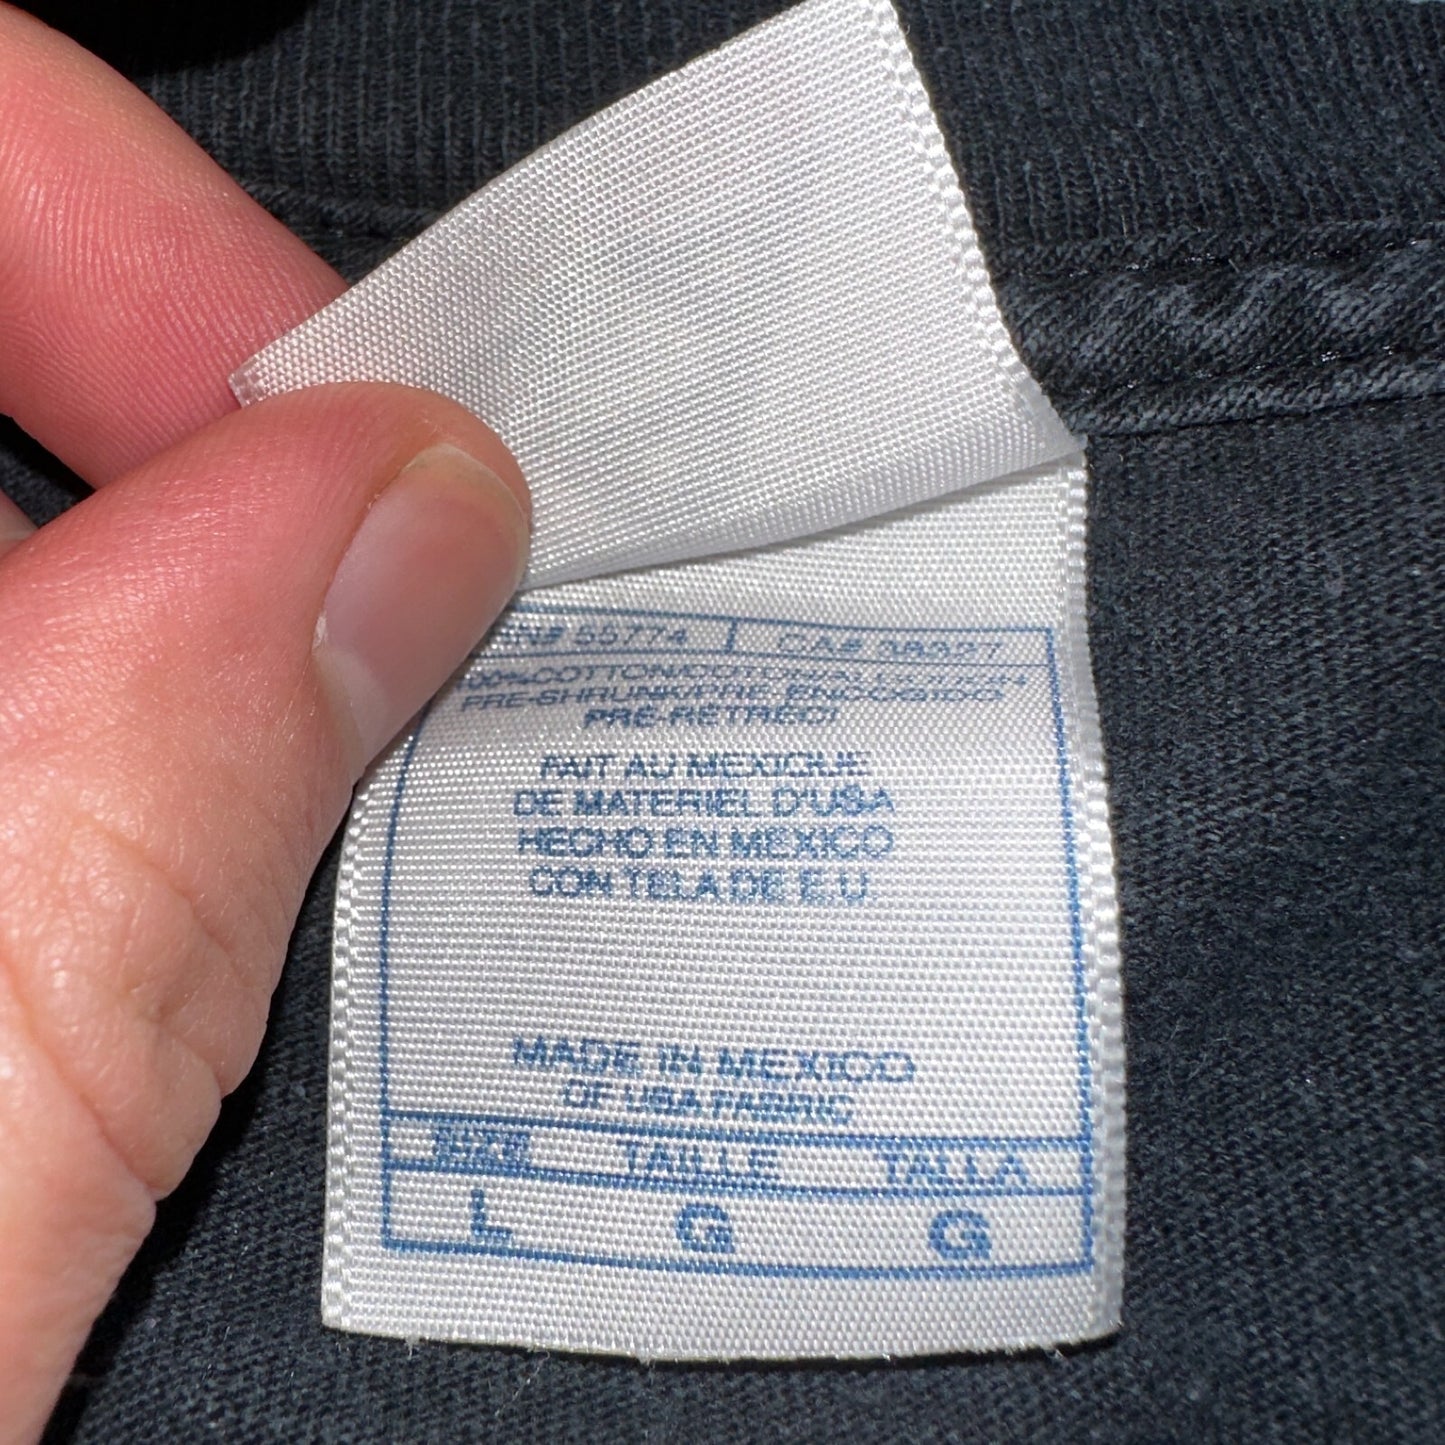 RN# 55774 | CA# 38827
100%COTTON/COTON/ALGODON
PRE-SHRUNK/PRE ENCOGIDO
PRÉ-RÉTRÉCI
FAIT AU MEXIQUE
DE MATERIEL D'USA
HECHO EN MEXICO
CON TELA DE E.U.
MADE IN MEXICO
OF USA FABRIC
SIZE TAILLE TALLA
L G G